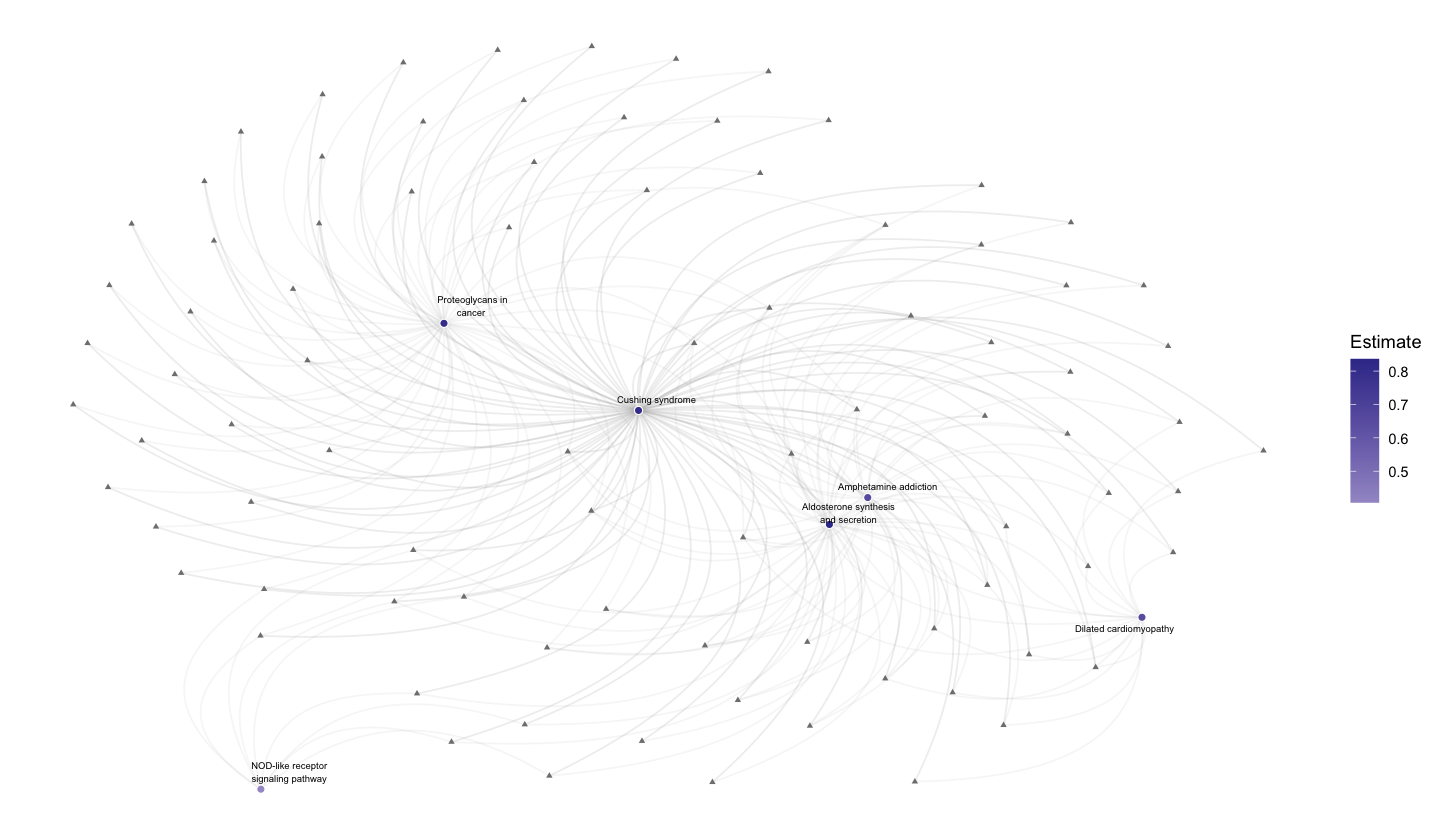 Proteoglycans in
cancer
Cushing syndrome
Amphetamine addiction
Aldosterone synthesis
and secretion
Dilated cardiomyopathy
NOD-like receptor
signaling pathway
Estimate
0.8
0.7
0.6
0.5